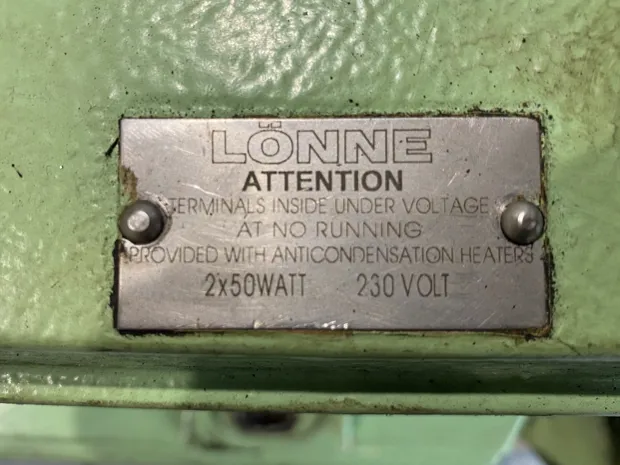 LÖNNE
ATTENTION
TERMINALS INSIDE UNDER VOLTAGE
AT NO RUNNING
PROVIDED WITH ANTICONDENSATION HEATERS
2x50WATT 230 VOLT